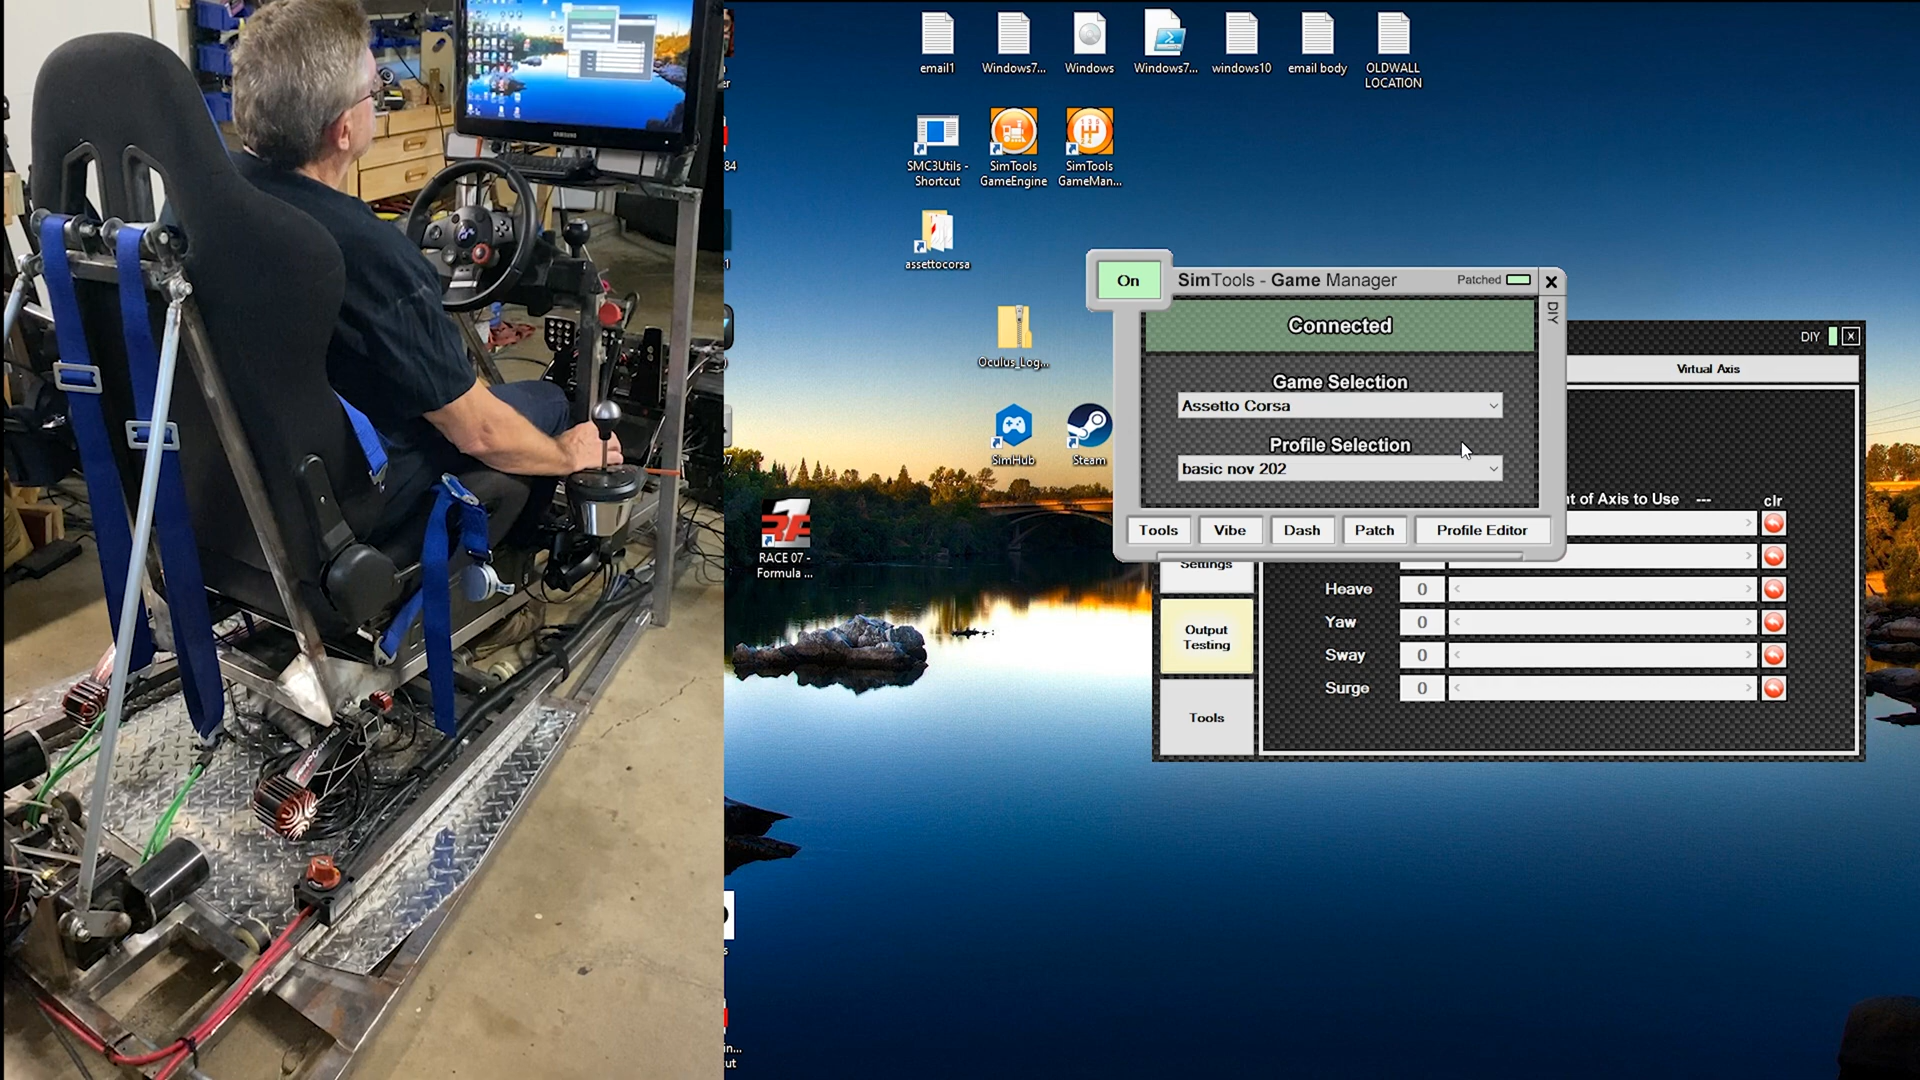 email1
Windows7...
Windows
Windows7...
windows10
email body
OLDWALL
LOCATION
SMC3Utils -
Shortcut
SimTools
GameEngine
SimTools
GameMan...
84
assettocorsa
Oculus_Log...
SimHub
Steam
RACE 07 -
Formula ...
SAMSUNG
On
SimTools - Game Manager
Patched
X
DIY
Connected
Game Selection
Assetto Corsa
Profile Selection
basic nov 202
Tools
Vibe
Dash
Patch
Profile Editor
DIY
X
Virtual Axis
t of Axis to Use ---
clr
Settings
Output
Testing
Tools
Heave
0
Yaw
0
Sway
0
Surge
0
in...
cut